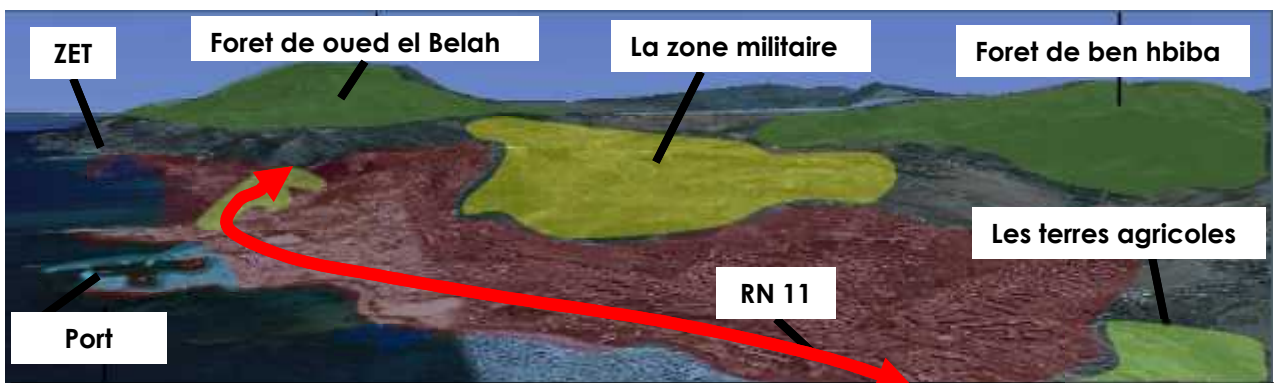 ZET
Foret de oued el Belah
La zone militaire
Foret de ben hbiba
Les terres agricoles
RN 11
Port